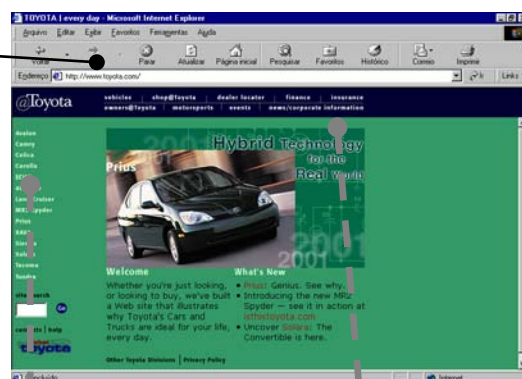 TOYOTA | every day - Microsoft Internet Explorer
Arquivo Editar Exibir Favoritos Ferramentas Ajuda
Voltar Parar Atualizar Página inicial Pesquisar Favoritos Histórico Correio Imprimir
Endereço http://www.toyota.com/ Ir Links
@Toyota
vehicles | shop@Toyota | dealer locator | finance | insurance
owners@Toyota | motorsports | events | news/corporate information
Avalon
Camry
Celica
Corolla
Prius
Tacoma
Tundra
site search
Go
help
toyota
2001
Hybrid Technology
for the
Real World
Prius
2001
Welcome
Whether you're just looking,
or looking to buy, we've built
a Web site that illustrates
why Toyota's Cars and
Trucks are ideal for your life,
every day.
What's New
• Prius: Genius. See why.
• Introducing the new MR2
Spyder — see it in action at
isthistoyota.com
• Uncover Solara: The
Convertible is here.
Other Toyota Divisions | Privacy Policy
Internet